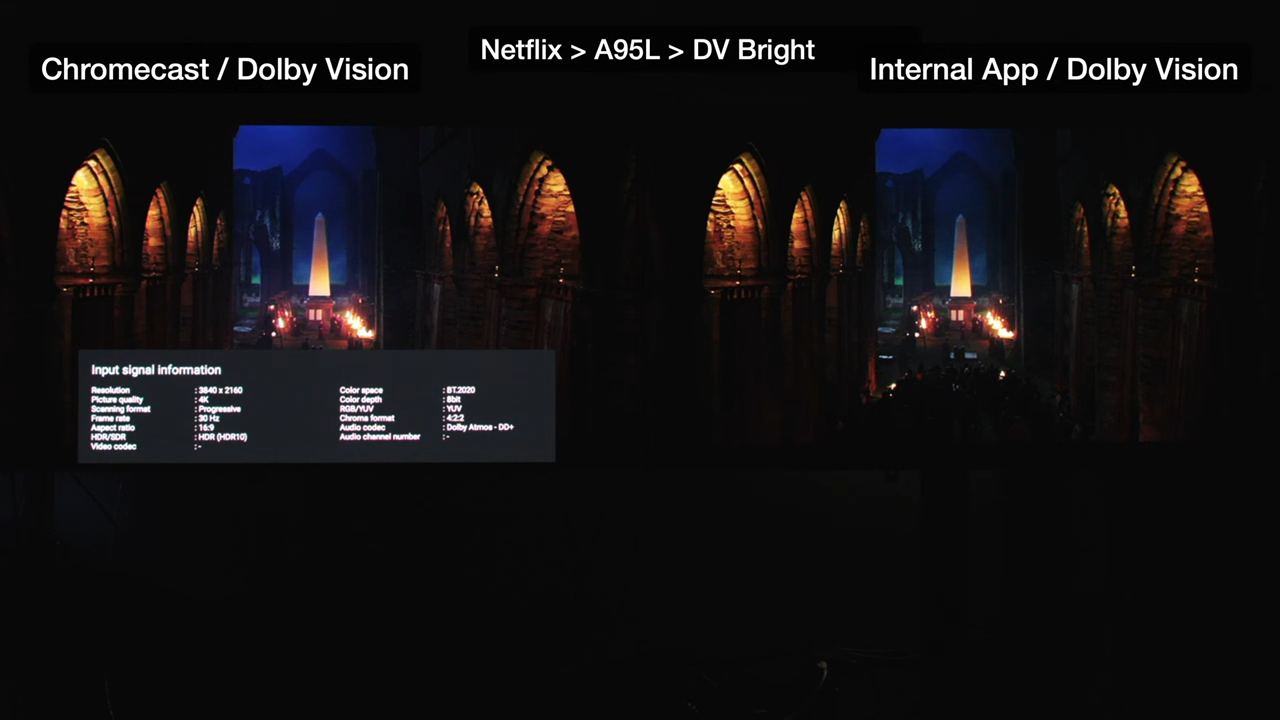 Netflix > A95L > DV Bright
Chromecast / Dolby Vision
Internal App / Dolby Vision
Input signal information
Resolution : 3840 x 2160
Picture quality : 4K
Scanning format : Progressive
Frame rate : 30 Hz
Aspect ratio : 16:9
HDR/SDR : HDR (HDR10)
Video codec : -
Color space : BT.2020
Color depth : 8bit
RGB/YUV : YUV
Chroma format : 4:2:2
Audio codec : Dolby Atmos - DD+
Audio channel number : -